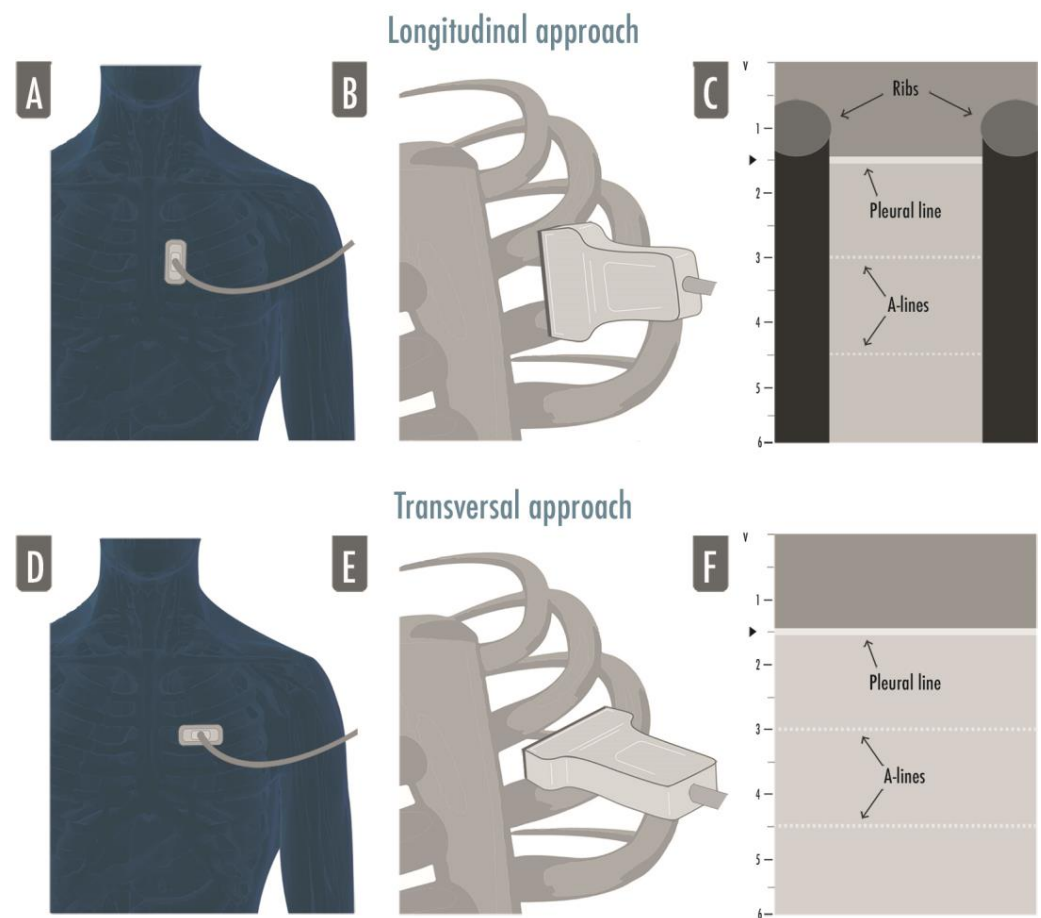 Longitudinal approach
A
B
C
V
Ribs
1
2
Pleural line
3
A-lines
4
5
6
Transversal approach
D
E
F
V
1
2
Pleural line
3
A-lines
4
5
6